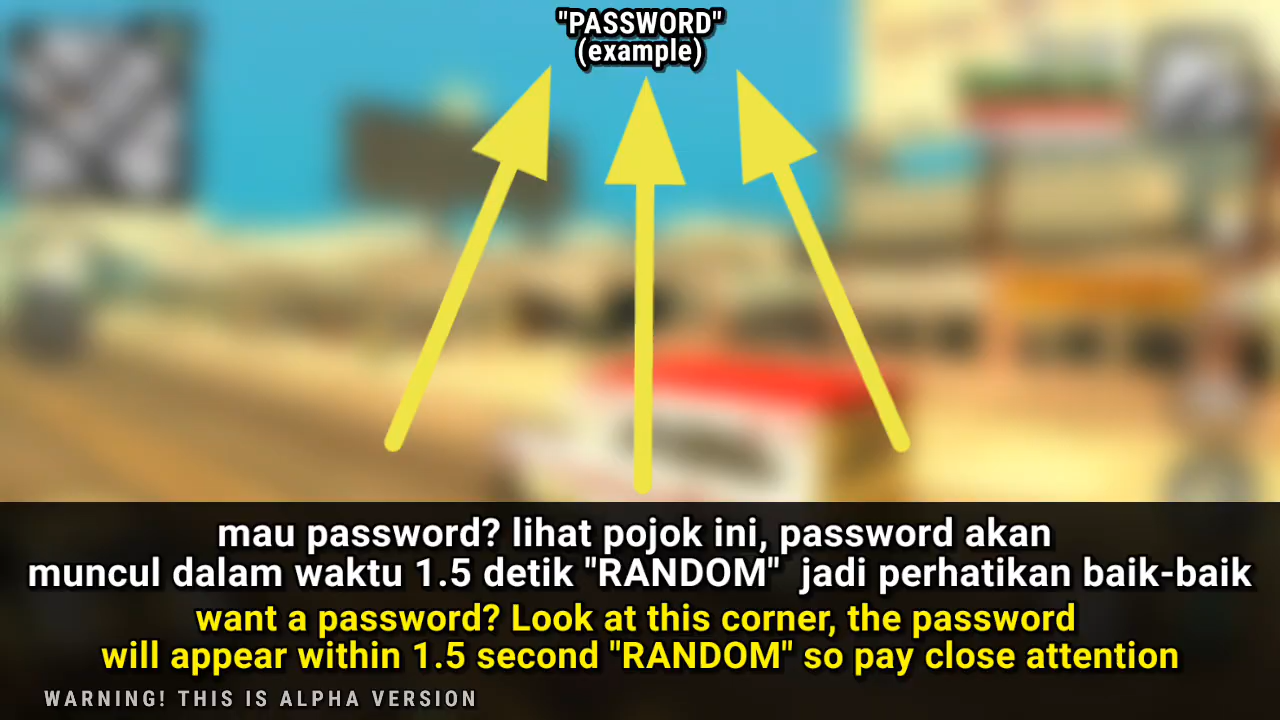 "PASSWORD"
(example)
mau password? lihat pojok ini, password akan
muncul dalam waktu 1.5 detik "RANDOM" jadi perhatikan baik-baik
want a password? Look at this corner, the password
will appear within 1.5 second "RANDOM" so pay close attention
WARNING! THIS IS ALPHA VERSION